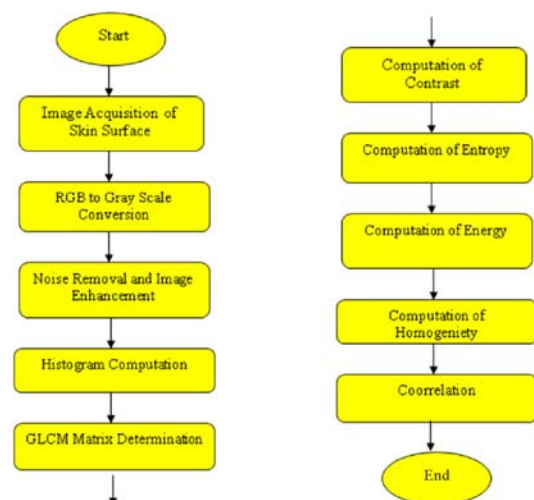 Start
Image Acquisition of
Skin Surface
RGB to Gray Scale
Conversion
Noise Removal and Image
Enhancement
Histogram Computation
GLCM Matrix Determination
Computation of
Contrast
Computation of Entropy
Computation of Energy
Computation of
Homogeniety
Coorrelation
End